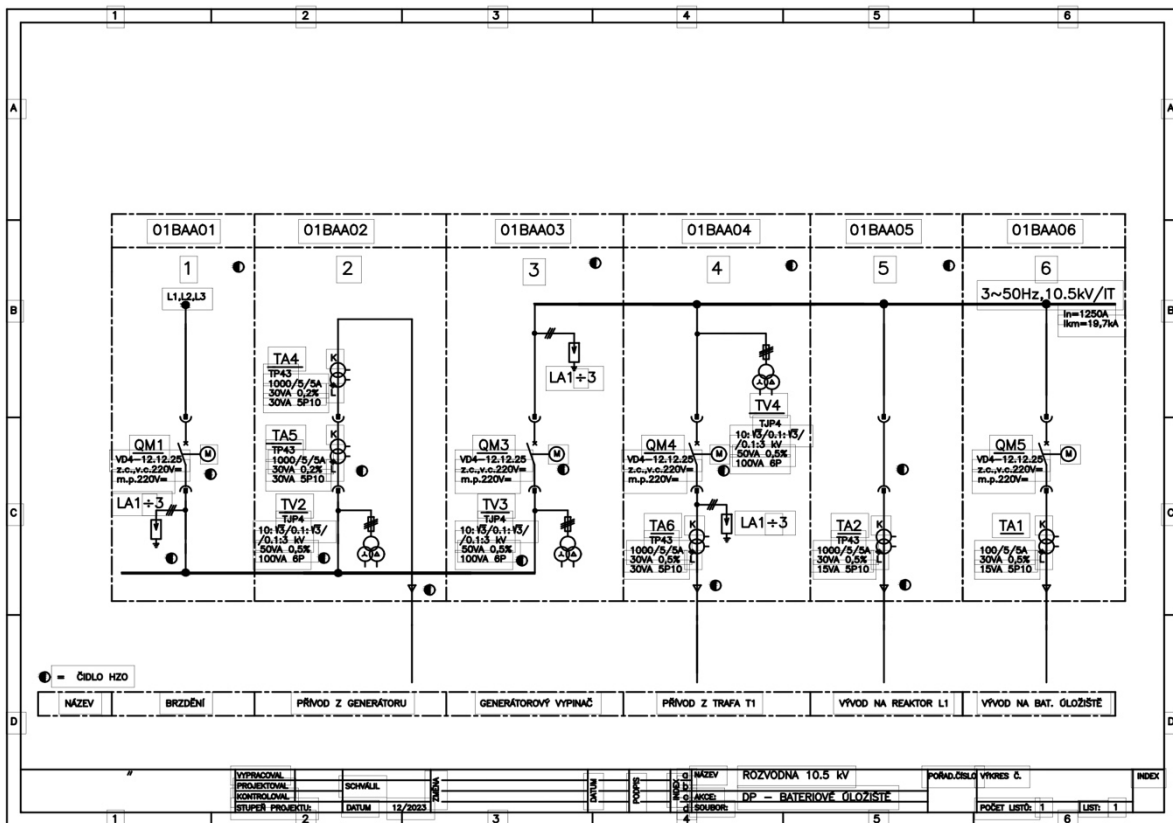 1 2 3 4 5 6
A A
01BAA01 01BAA02 01BAA03 01BAA04 01BAA05 01BAA06
1 2 3 4 5 6
L1,L2,L3
3~50Hz,10.5kV/IT
In=1250A
Ikm=19,7kA
B B
TA4
TP43
1000/5/5A
30VA 0,2%
30VA 5P10
K
L
LA1÷3
TV4
TJP4
10:√3/0.1:√3/
/0.1:3 kV
50VA 0,5%
100VA 6P
QM1
VD4-12.12.25
z.c.,v.c.220V=
m.p.220V=
M
TA5
TP43
1000/5/5A
30VA 0,2%
30VA 5P10
K
L
QM3
VD4-12.12.25
z.c.,v.c.220V=
m.p.220V=
M
QM4
VD4-12.12.25
z.c.,v.c.220V=
m.p.220V=
M
QM5
VD4-12.12.25
z.c.,v.c.220V=
m.p.220V=
M
C C
LA1÷3
TV2
TJP4
10:√3/0.1:√3/
/0.1:3 kV
50VA 0,5%
100VA 6P
TV3
TJP4
10:√3/0.1:√3/
/0.1:3 kV
50VA 0,5%
100VA 6P
LA1÷3
TA6
TP43
1000/5/5A
30VA 0,5%
30VA 5P10
K
L
TA2
TP43
1000/5/5A
30VA 0,5%
15VA 5P10
K
L
TA1
100/5/5A
30VA 0,5%
15VA 5P10
K
L
= ČIDLO HZO
NÁZEV BRZDĚNÍ PŘÍVOD Z GENERÁTORU GENERÁTOROVÝ VYPINAČ PŘÍVOD Z TRAFA T1 VÝVOD NA REAKTOR L1 VÝVOD NA BAT. ÚLOŽIŠTĚ
D D
VYPRACOVAL
PROJEKTOVAL SCHVÁLIL
KONTROLOVAL
STUPEŇ PROJEKTU: DATUM 12/2023
ZMĚNA
DATUM
PODPIS
INDEX
a
b
c
d
NÁZEV ROZVODNA 10.5 kV
AKCE: DP – BATERIOVÉ ÚLOŽIŠTĚ
SOUBOR:
POŘAD.ČÍSLO VÝKRES Č. INDEX
POČET LISTŮ: 1 LIST: 1
1 2 3 4 5 6